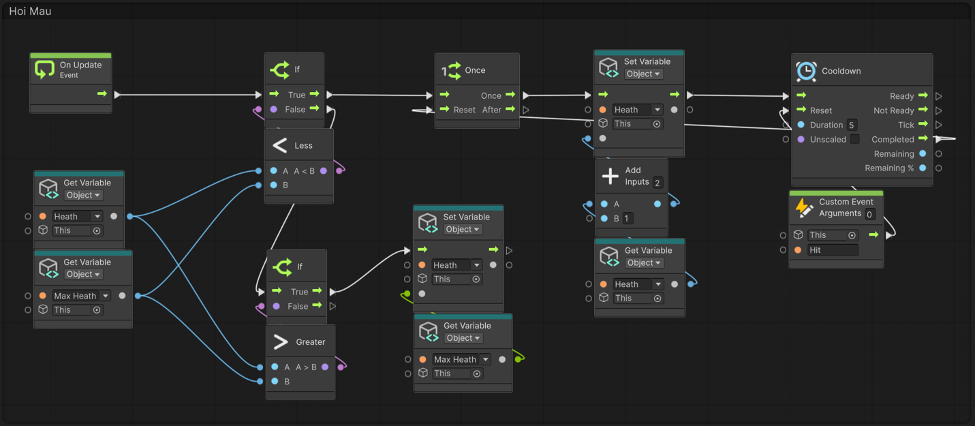 Hoi Mau
On Update
Event
If
True
False
Less
A A < B
B
Get Variable
Object
Heath
This
Get Variable
Object
Max Heath
This
If
True
False
Greater
A A > B
B
1 Once
Once
Reset After
Set Variable
Object
Heath
This
Get Variable
Object
Max Heath
This
Set Variable
Object
Heath
This
Add
Inputs 2
A
B 1
Get Variable
Object
Heath
This
Cooldown
Ready
Reset Not Ready
Duration 5 Tick
Unscaled Completed
Remaining
Remaining %
Custom Event
Arguments 0
This
Hit